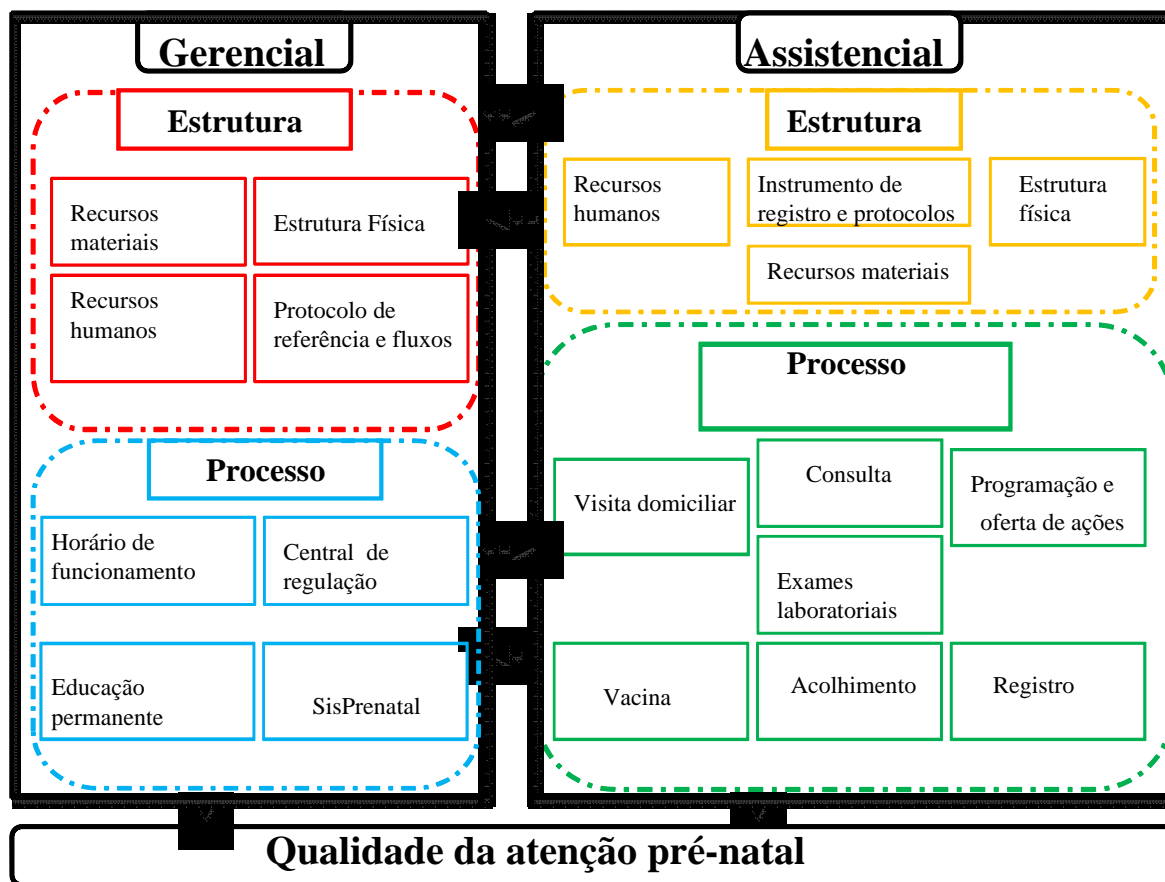 Gerencial
Estrutura
Recursos
materiais
Estrutura Física
Recursos
humanos
Protocolo de
referência e fluxos
Processo
Horário de
funcionamento
Central de
regulação
Educação
permanente
SisPrenatal
Assistencial
Estrutura
Recursos
humanos
Instrumento de
registro e protocolos
Estrutura
física
Recursos materiais
Processo
Visita domiciliar
Consulta
Programação e
oferta de ações
Exames
laboratoriais
Vacina
Acolhimento
Registro
Qualidade da atenção pré-natal